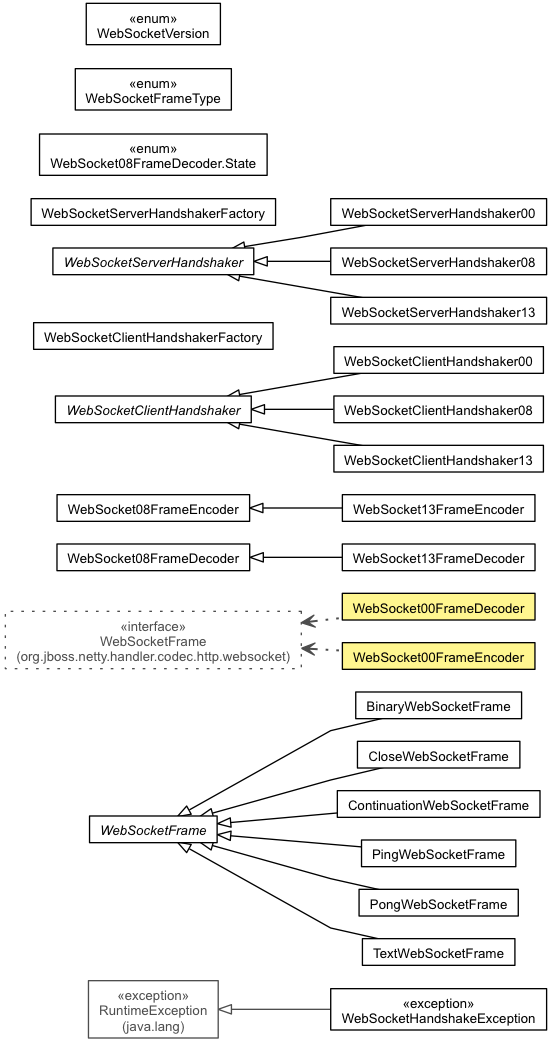 «enum»
WebSocketVersion
«enum»
WebSocketFrameType
«enum»
WebSocket08FrameDecoder.State
WebSocketServerHandshakerFactory
WebSocketServerHandshaker00
WebSocketServerHandshaker
WebSocketServerHandshaker08
WebSocketServerHandshaker13
WebSocketClientHandshakerFactory
WebSocketClientHandshaker00
WebSocketClientHandshaker
WebSocketClientHandshaker08
WebSocketClientHandshaker13
WebSocket08FrameEncoder
WebSocket13FrameEncoder
WebSocket08FrameDecoder
WebSocket13FrameDecoder
WebSocket00FrameDecoder
«interface»
WebSocketFrame
(org.jboss.netty.handler.codec.http.websocket)
WebSocket00FrameEncoder
BinaryWebSocketFrame
CloseWebSocketFrame
ContinuationWebSocketFrame
WebSocketFrame
PingWebSocketFrame
PongWebSocketFrame
TextWebSocketFrame
«exception»
RuntimeException
(java.lang)
«exception»
WebSocketHandshakeException